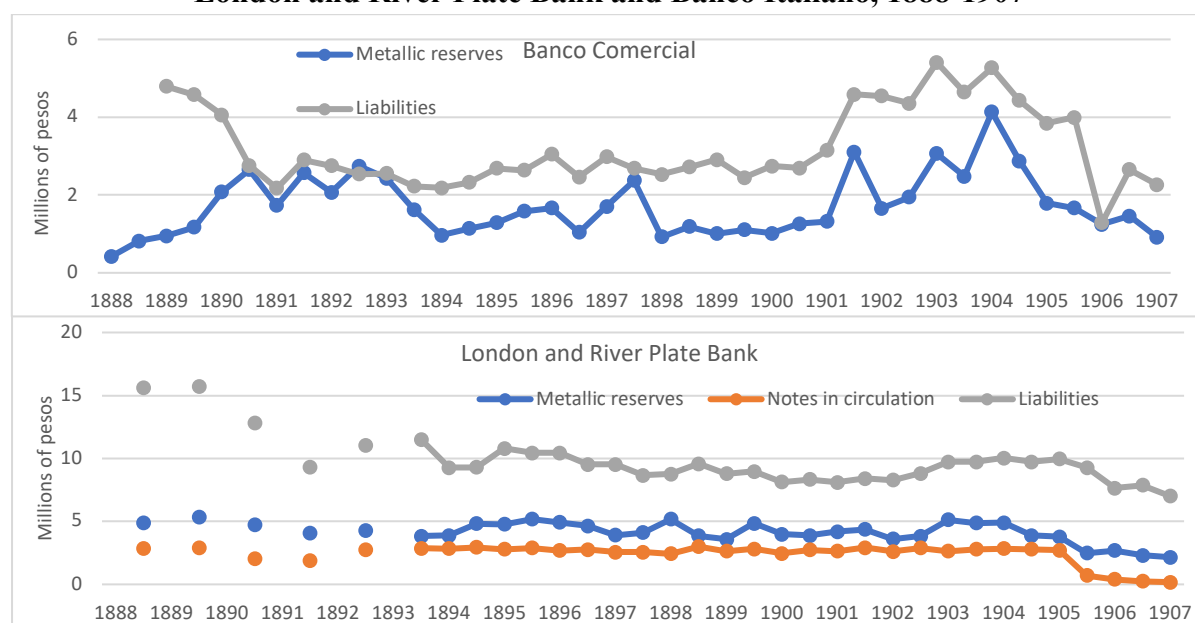 London and River Plate Bank and Banco Italiano, 1888-1907
6
Metallic reserves
Banco Comercial
Liabilities
4
2
0
Millions of pesos
1888 1889 1890 1891 1892 1893 1894 1895 1896 1897 1898 1899 1900 1901 1902 1903 1904 1905 1906 1907
20
London and River Plate Bank
Metallic reserves Notes in circulation Liabilities
15
10
5
0
Millions of pesos
1888 1889 1890 1891 1892 1893 1894 1895 1896 1897 1898 1899 1900 1901 1902 1903 1904 1905 1906 1907